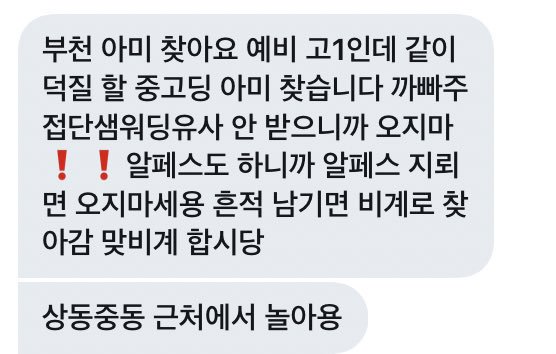 부천 아미 찾아요 예비 고1인데 같이
덕질 할 중고딩 아미 찾습니다 까빠주
접단샘워딩유사 안 받으니까 오지마
❗ ❗ 알페스도 하니까 알페스 지뢰
면 오지마세용 흔적 남기면 비계로 찾
아감 맞비계 합시당
상동중동 근처에서 놀아용